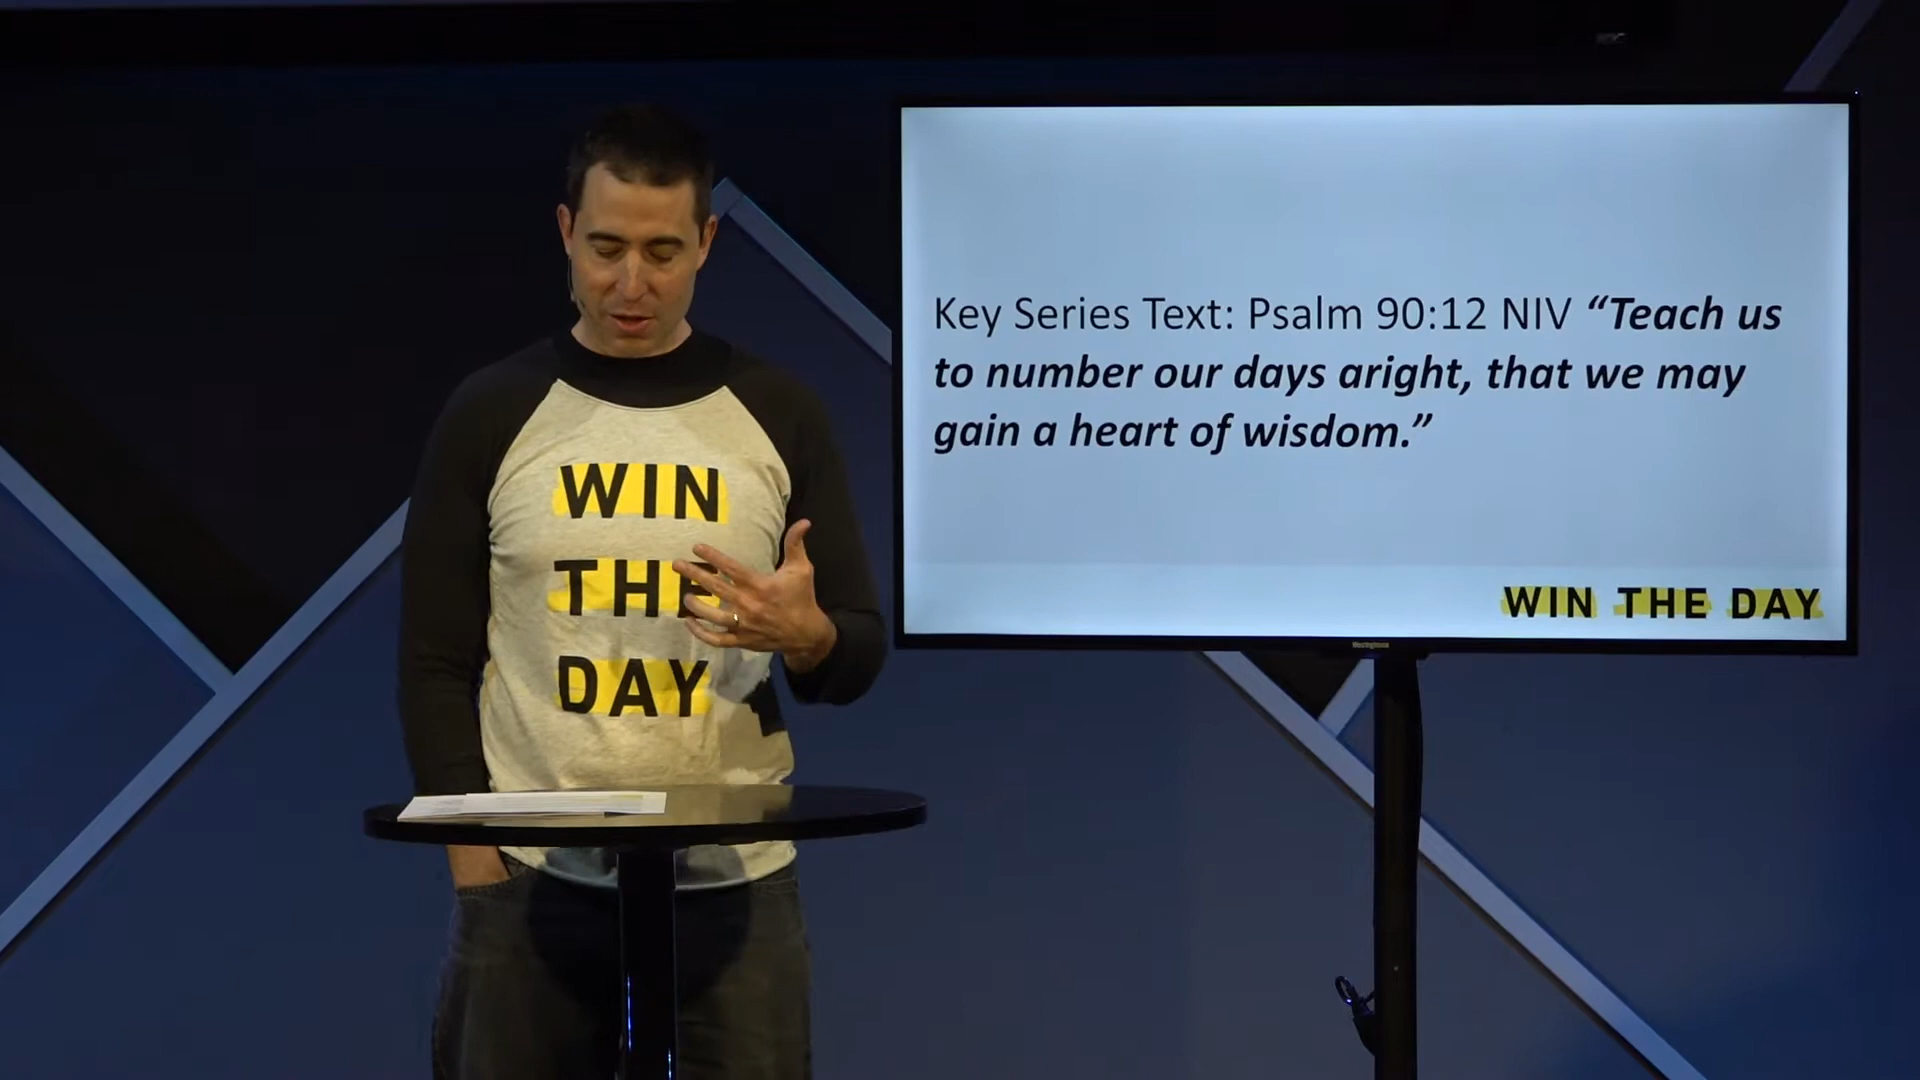 WIN
THE
DAY
Key Series Text: Psalm 90:12 NIV “Teach us
to number our days aright, that we may
gain a heart of wisdom.”
WIN THE DAY
Westinghouse